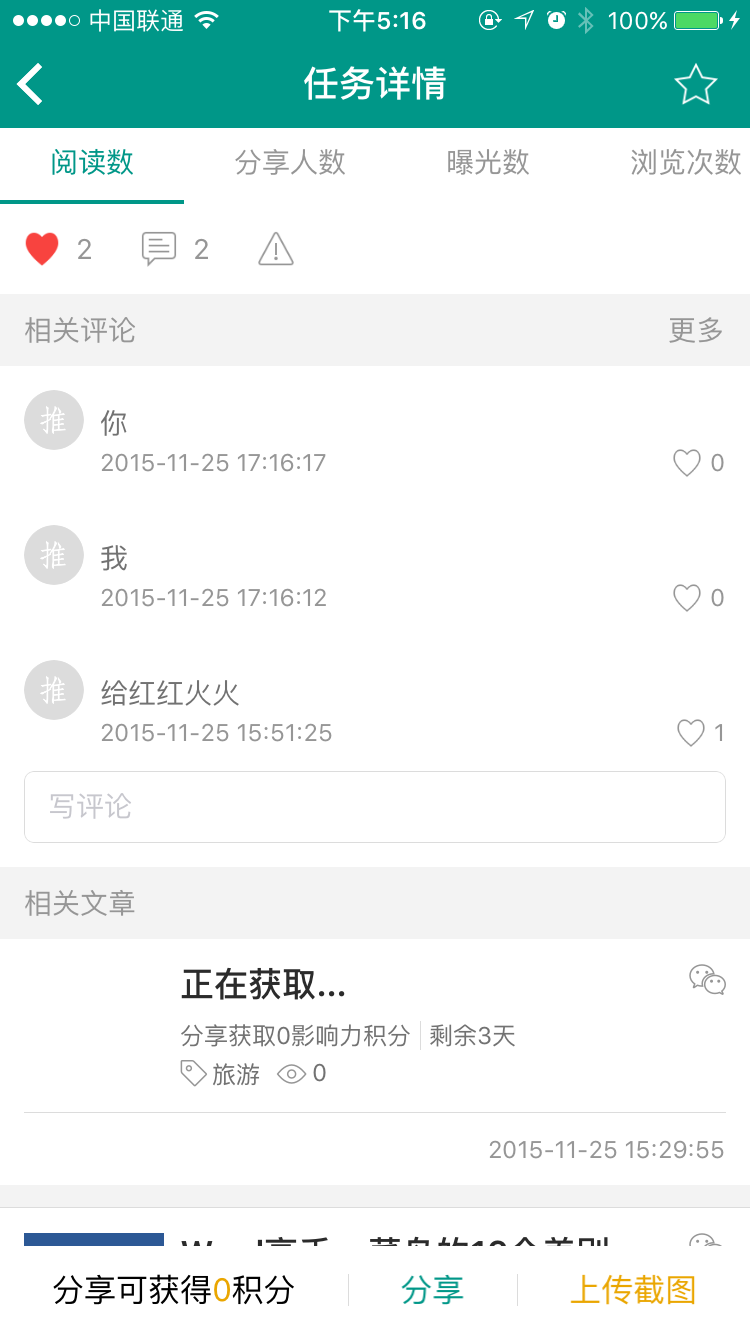 中国联通 下午5:16 100%
任务详情
阅读数 分享人数 曝光数 浏览次数
2 2
相关评论 更多
推 你
2015-11-25 17:16:17 0
推 我
2015-11-25 17:16:12 0
推 给红红火火
2015-11-25 15:51:25 1
写评论
相关文章
正在获取...
分享获取0影响力积分 剩余3天
旅游 0
2015-11-25 15:29:55
分享可获得0积分 分享 上传截图